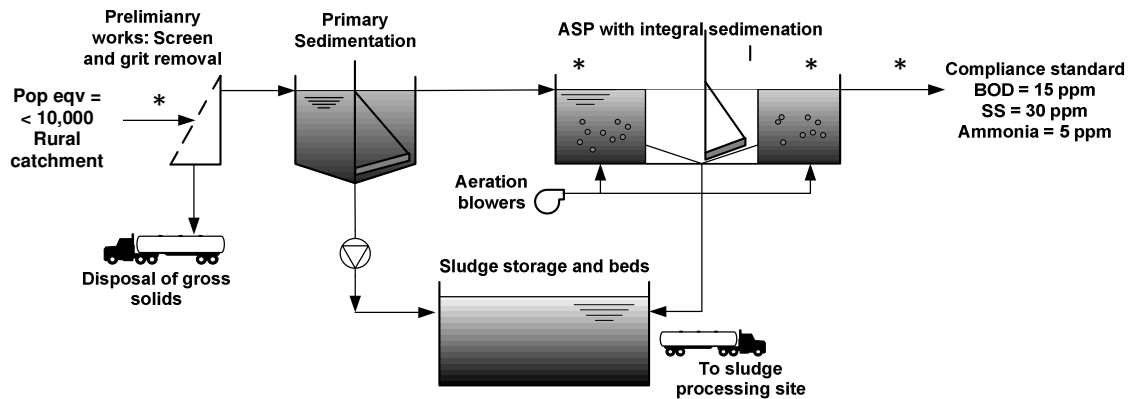 Prelimianry
works: Screen
and grit removal
Primary
Sedimentation
ASP with integral sedimenation
Pop eqv =
< 10,000
Rural
catchment
*
*
*
*
Compliance standard
BOD = 15 ppm
SS = 30 ppm
Ammonia = 5 ppm
Aeration
blowers
Disposal of gross
solids
Sludge storage and beds
To sludge
processing site